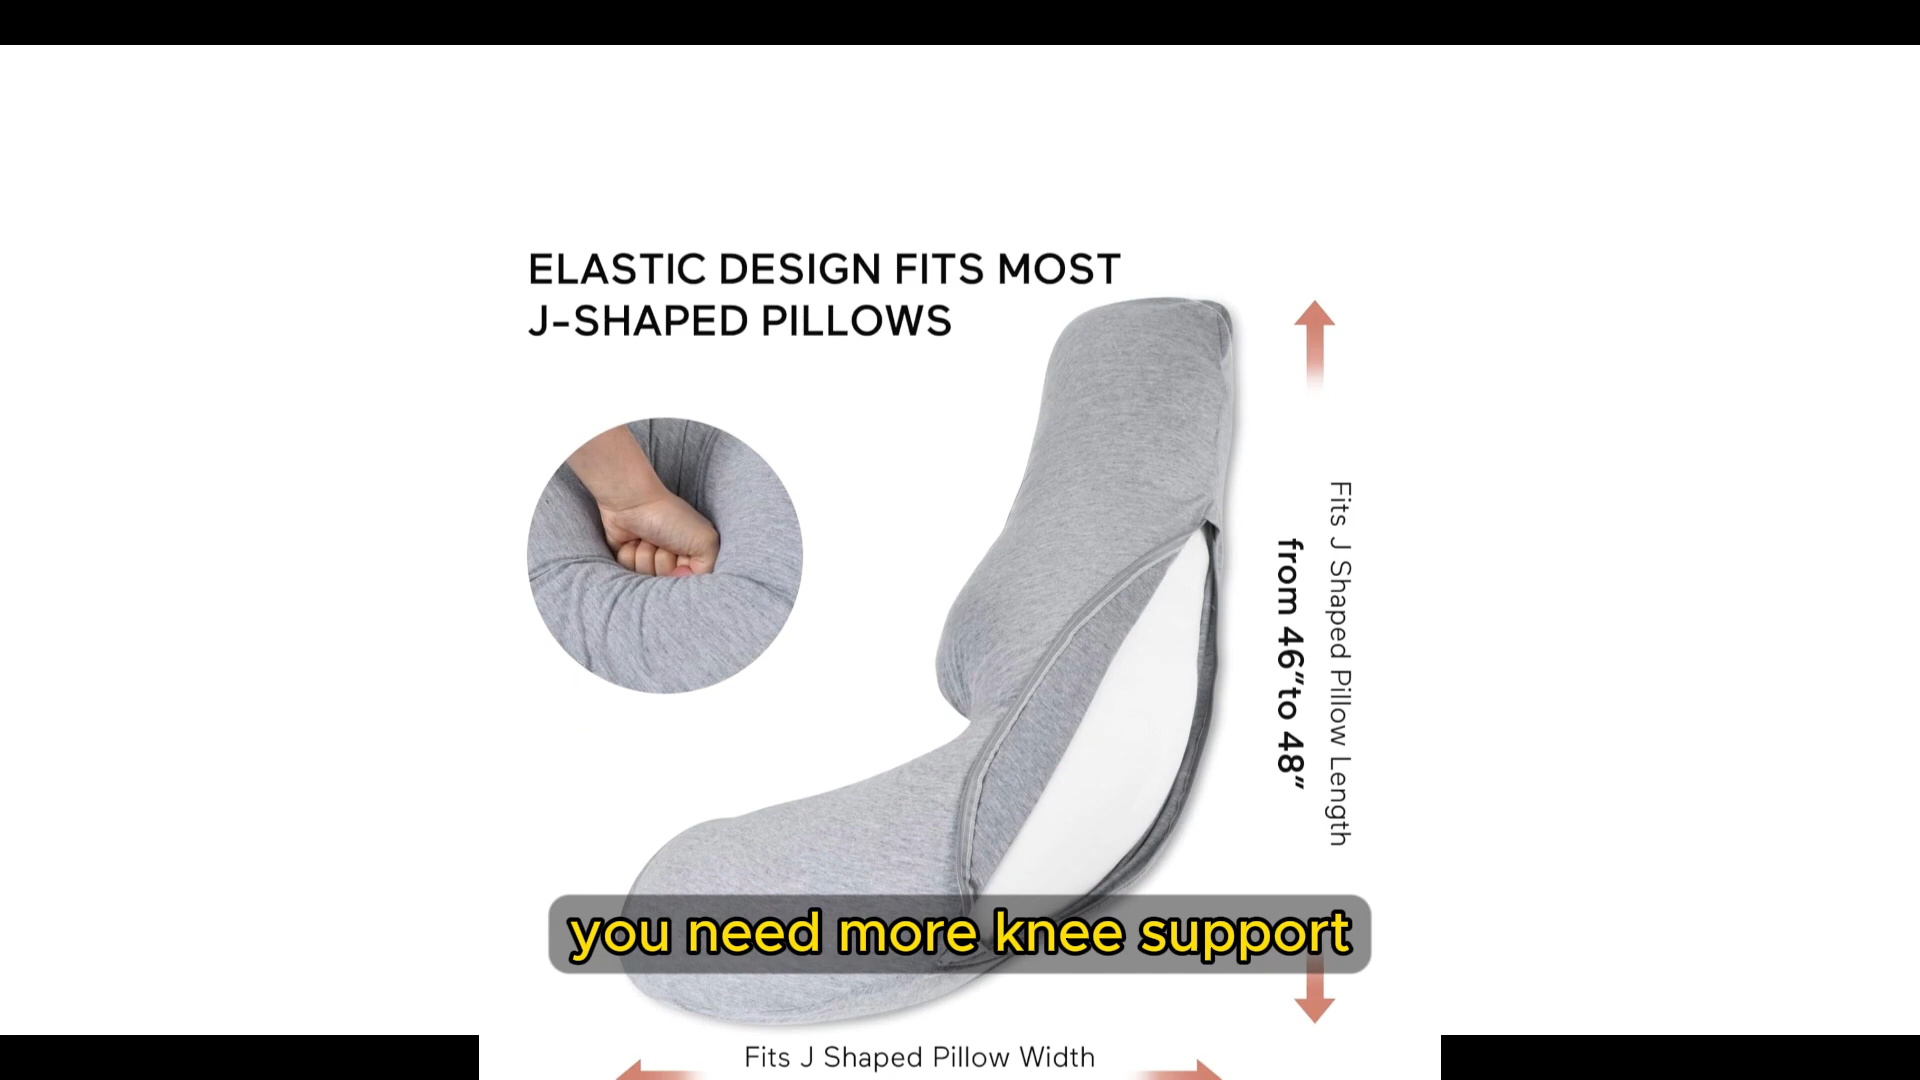 ELASTIC DESIGN FITS MOST
J-SHAPED PILLOWS
Fits J Shaped Pillow Length
from 46"to 48"
you need more knee support
Fits J Shaped Pillow Width